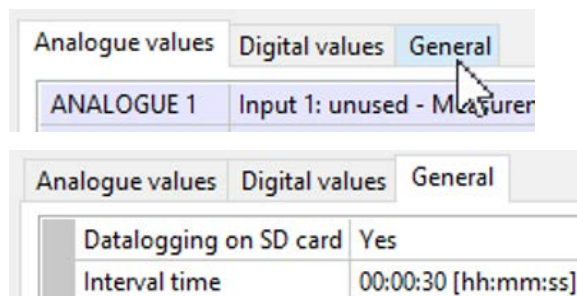 Analogue values Digital values General
ANALOGUE 1 Input 1: unused - Measurem
Analogue values Digital values General
Datalogging on SD card Yes
Interval time 00:00:30 [hh:mm:ss]